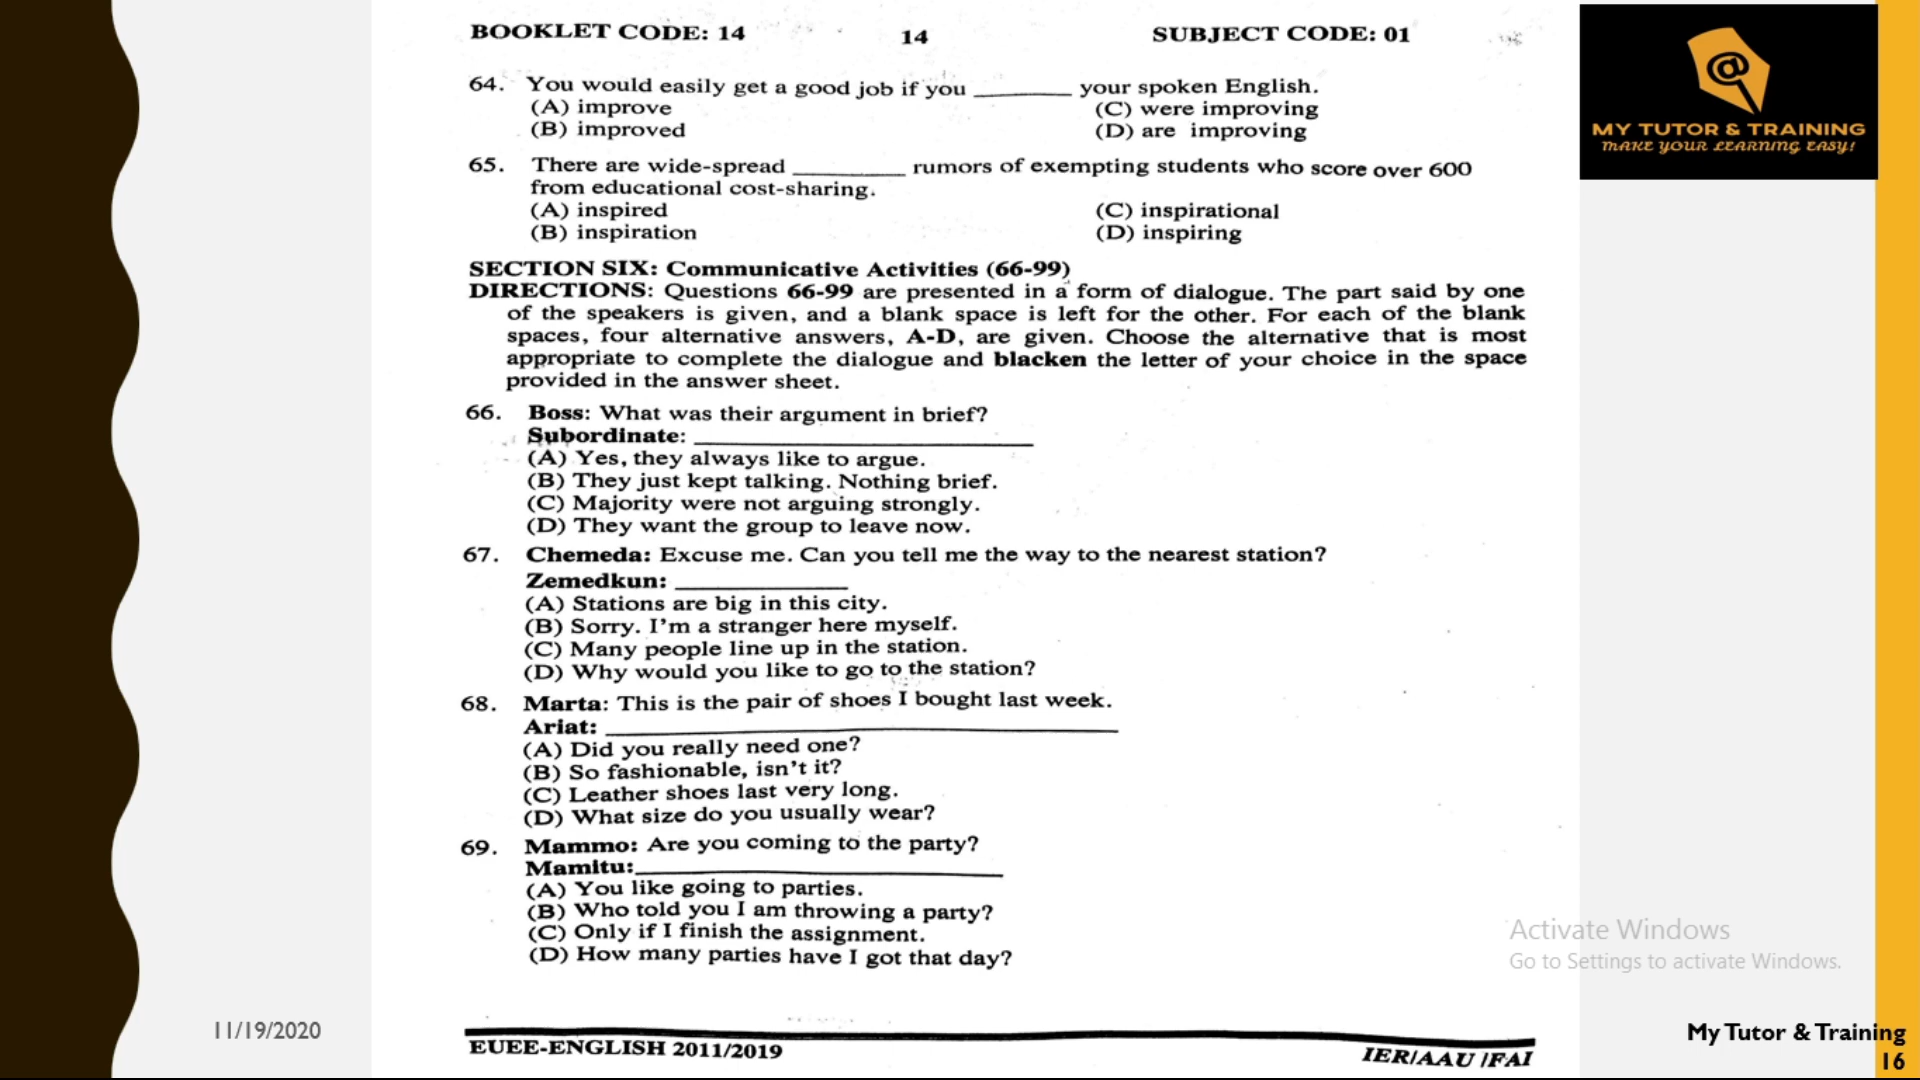 BOOKLET CODE: 14 14 SUBJECT CODE: 01
64. You would easily get a good job if you ________ your spoken English.
(A) improve (C) were improving
(B) improved (D) are improving
65. There are wide-spread ________ rumors of exempting students who score over 600
from educational cost-sharing.
(A) inspired (C) inspirational
(B) inspiration (D) inspiring
SECTION SIX: Communicative Activities (66-99)
DIRECTIONS: Questions 66-99 are presented in a form of dialogue. The part said by one
of the speakers is given, and a blank space is left for the other. For each of the blank
spaces, four alternative answers, A-D, are given. Choose the alternative that is most
appropriate to complete the dialogue and blacken the letter of your choice in the space
provided in the answer sheet.
66. Boss: What was their argument in brief?
Subordinate: ________
(A) Yes, they always like to argue.
(B) They just kept talking. Nothing brief.
(C) Majority were not arguing strongly.
(D) They want the group to leave now.
67. Chemeda: Excuse me. Can you tell me the way to the nearest station?
Zemedkun: ________
(A) Stations are big in this city.
(B) Sorry. I'm a stranger here myself.
(C) Many people line up in the station.
(D) Why would you like to go to the station?
68. Marta: This is the pair of shoes I bought last week.
Ariat: ________
(A) Did you really need one?
(B) So fashionable, isn't it?
(C) Leather shoes last very long.
(D) What size do you usually wear?
69. Mammo: Are you coming to the party?
Mamitu: ________
(A) You like going to parties.
(B) Who told you I am throwing a party?
(C) Only if I finish the assignment.
(D) How many parties have I got that day?
EUEE-ENGLISH 2011/2019 IER/AAU /FAI
@
MY TUTOR & TRAINING
MAKE YOUR LEARNING EASY!
Activate Windows
Go to Settings to activate Windows.
11/19/2020
My Tutor & Training
16